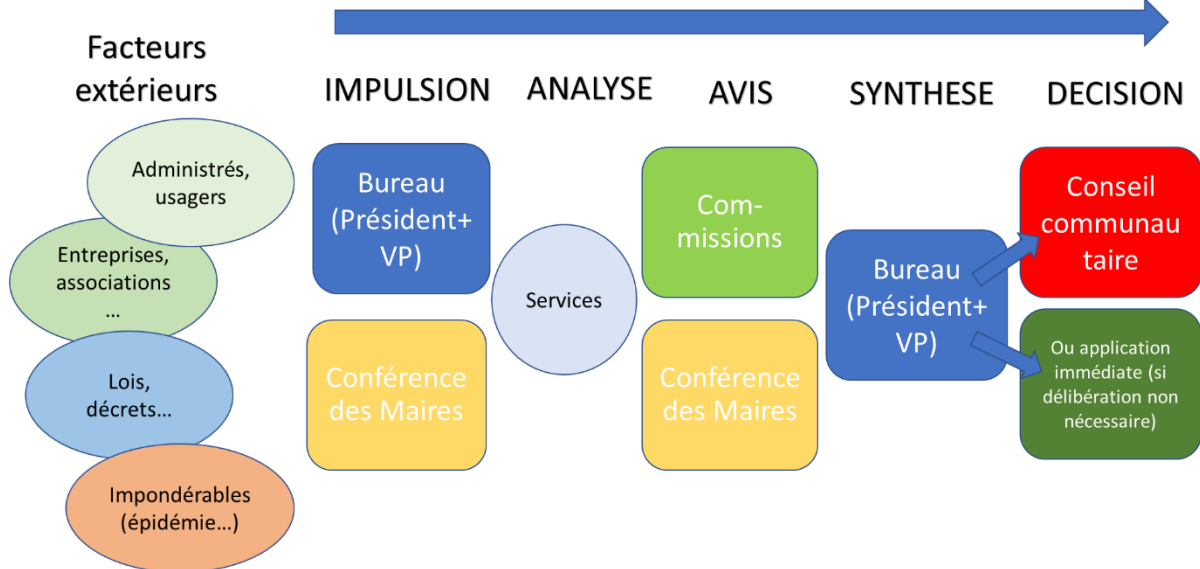 Facteurs
extérieurs
IMPULSION
ANALYSE
AVIS
SYNTHESE
DECISION
Administrés,
usagers
Entreprises,
associations
...
Lois,
décrets...
Impondérables
(épidémie...)
Bureau
(Président+
VP)
Conférence
des Maires
Services
Com-
missions
Conférence
des Maires
Bureau
(Président+
VP)
Conseil
communau
taire
Ou application
immédiate (si
délibération non
nécessaire)